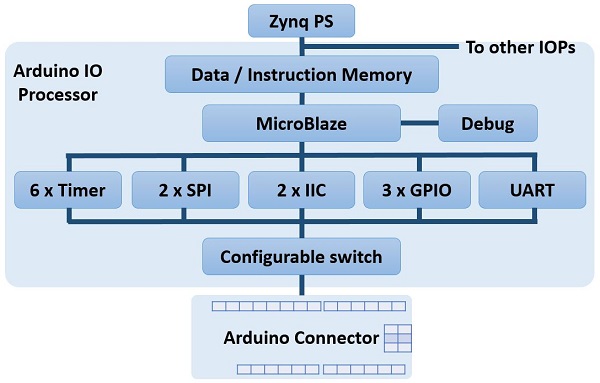 Zynq PS
To other IOPs
Arduino IO
Processor
Data / Instruction Memory
MicroBlaze
Debug
6 x Timer
2 x SPI
2 x IIC
3 x GPIO
UART
Configurable switch
Arduino Connector